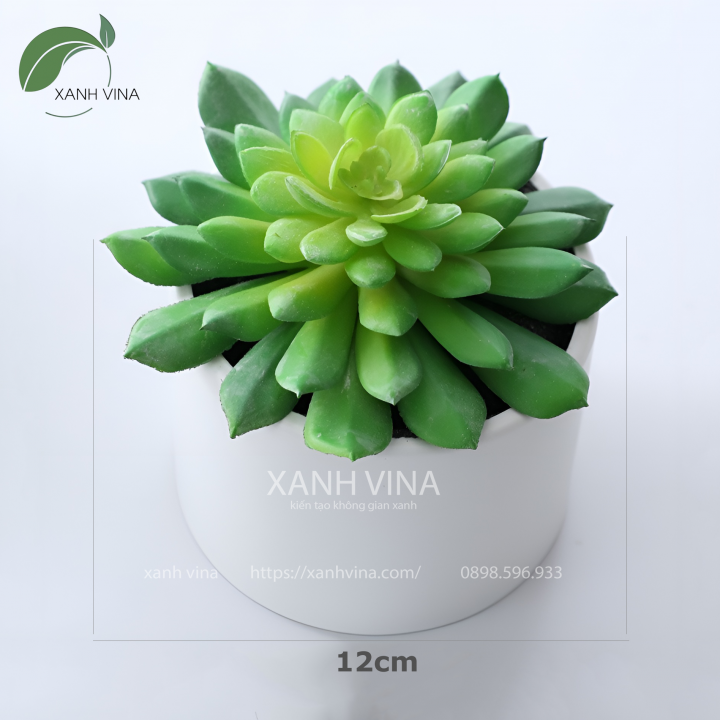 XANH VINA
XANH VINA
kiến tạo không gian xanh
xanh vina https://xanhvina.com/ 0898.596.933
12cm